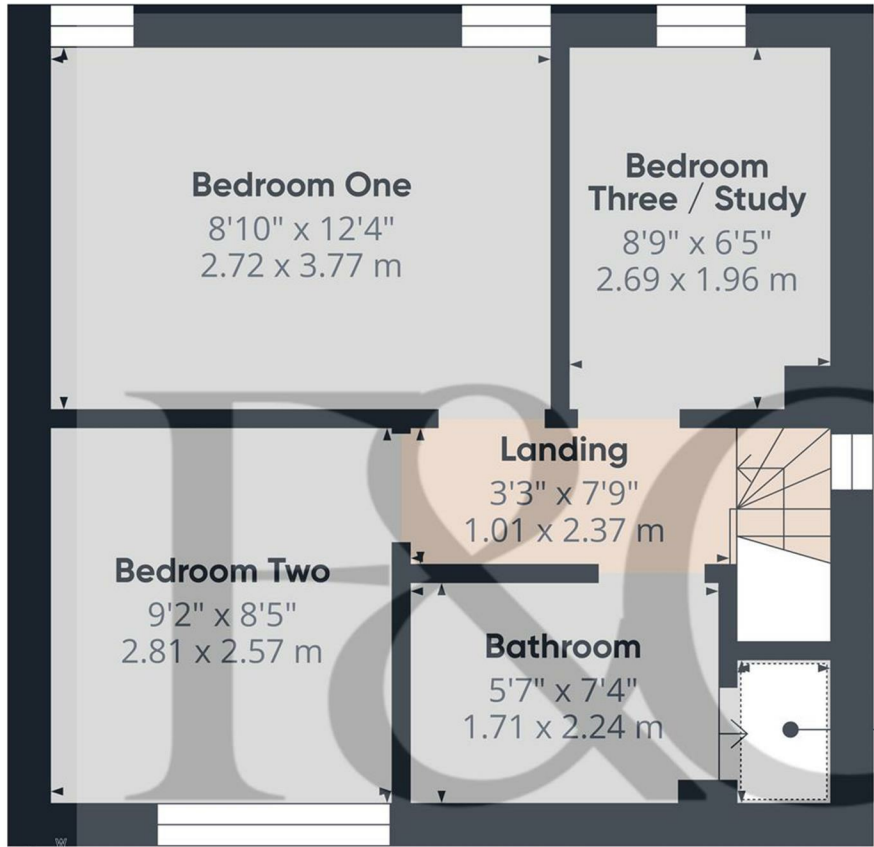 Bedroom One
8'10" x 12'4"
2.72 x 3.77 m
Bedroom
Three / Study
8'9" x 6'5"
2.69 x 1.96 m
Landing
3'3" x 7'9"
1.01 x 2.37 m
Bedroom Two
9'2" x 8'5"
2.81 x 2.57 m
Bathroom
5'7" x 7'4"
1.71 x 2.24 m
F&C
W